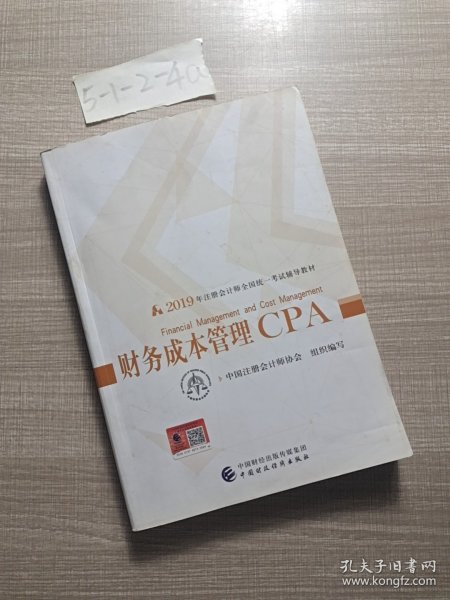 5-1-2-4a
2019年注册会计师全国统一考试辅导教材
Financial Management and Cost Management
财务成本管理 CPA
中国注册会计师协会 组织编写
中国财经出版传媒集团
中国财政经济出版社
孔夫子旧书网
www.kongfz.com